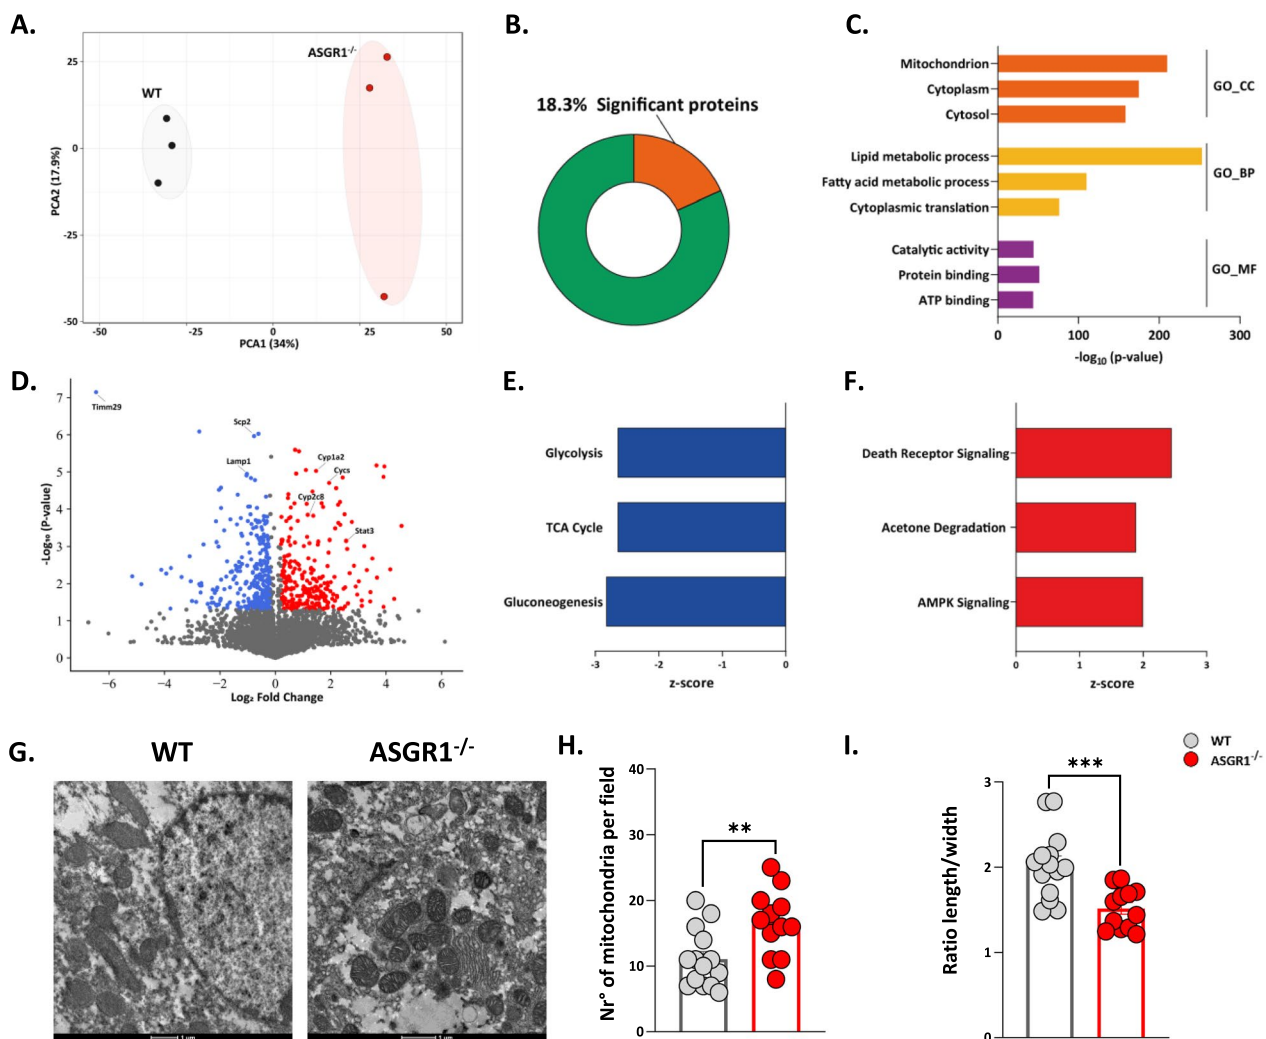 A.
ASGR1-/-
WT
25
0
-25
-50
-50
-25
0
25
50
PCA2 (17.9%)
PCA1 (34%)
B.
18.3% Significant proteins
C.
Mitochondrion
Cytoplasm
Cytosol
GO_CC
Lipid metabolic process
Fatty acid metabolic process
Cytoplasmic translation
GO_BP
Catalytic activity
Protein binding
ATP binding
GO_MF
0
100
200
300
-log10 (p-value)
D.
7
6
5
4
3
2
1
0
Timm29
Scp2
Lamp1
Cyp1a2
Cycs
Cyp2c8
Stat3
-Log₁₀ (P-value)
−6
−4
−2
0
2
4
6
Log₂ Fold Change
E.
Glycolysis
TCA Cycle
Gluconeogenesis
-3
-2
-1
0
z-score
F.
Death Receptor Signaling
Acetone Degradation
AMPK Signaling
0
1
2
3
z-score
G.
WT
ASGR1-/-
1 µm
1 µm
H.
Nr° of mitochondria per field
40
30
20
10
0
**
I.
WT
ASGR1-/-
Ratio length/width
3
2
1
0
***